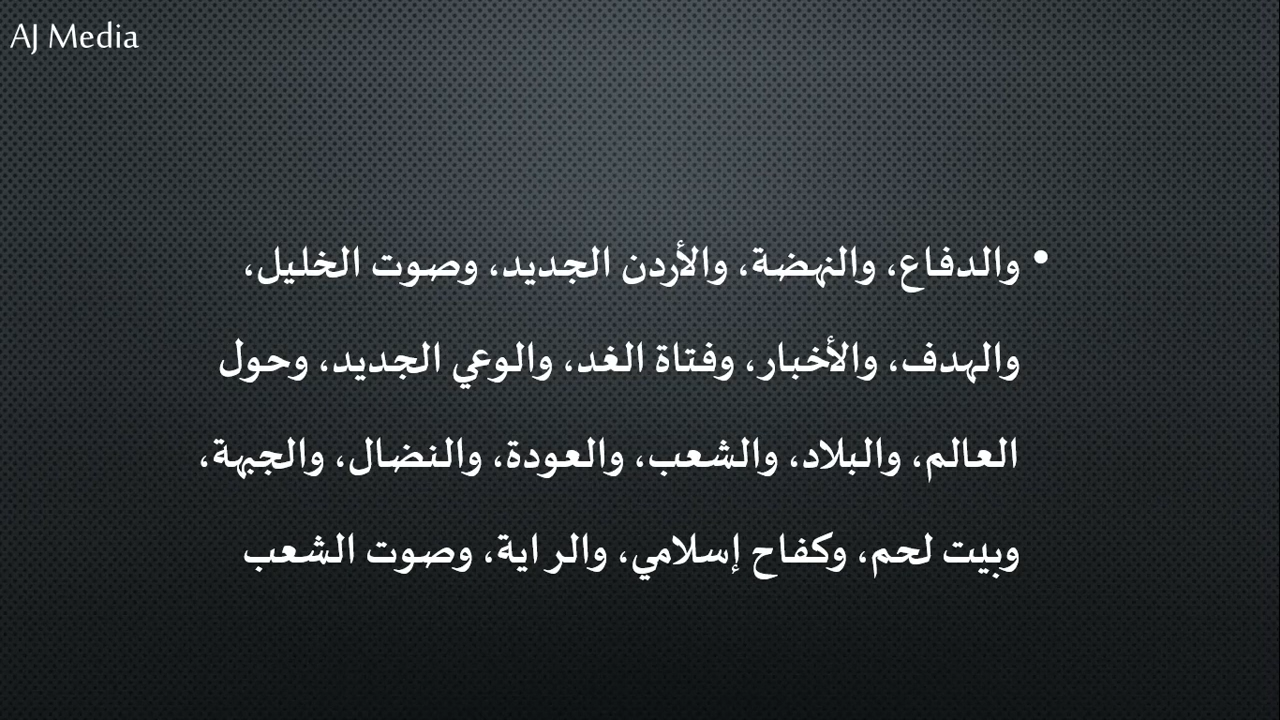 AJ Media
• والدفاع، والنهضة، والأردن الجديد، وصوت الخليل،
والهدف، والأخبار، وفتاة الغد، والوعي الجديد، وحول
العالم، والبلاد، والشعب، والعودة، والنضال، والجبهة،
وبيت لحم، وكفاح إسلامي، والراية، وصوت الشعب